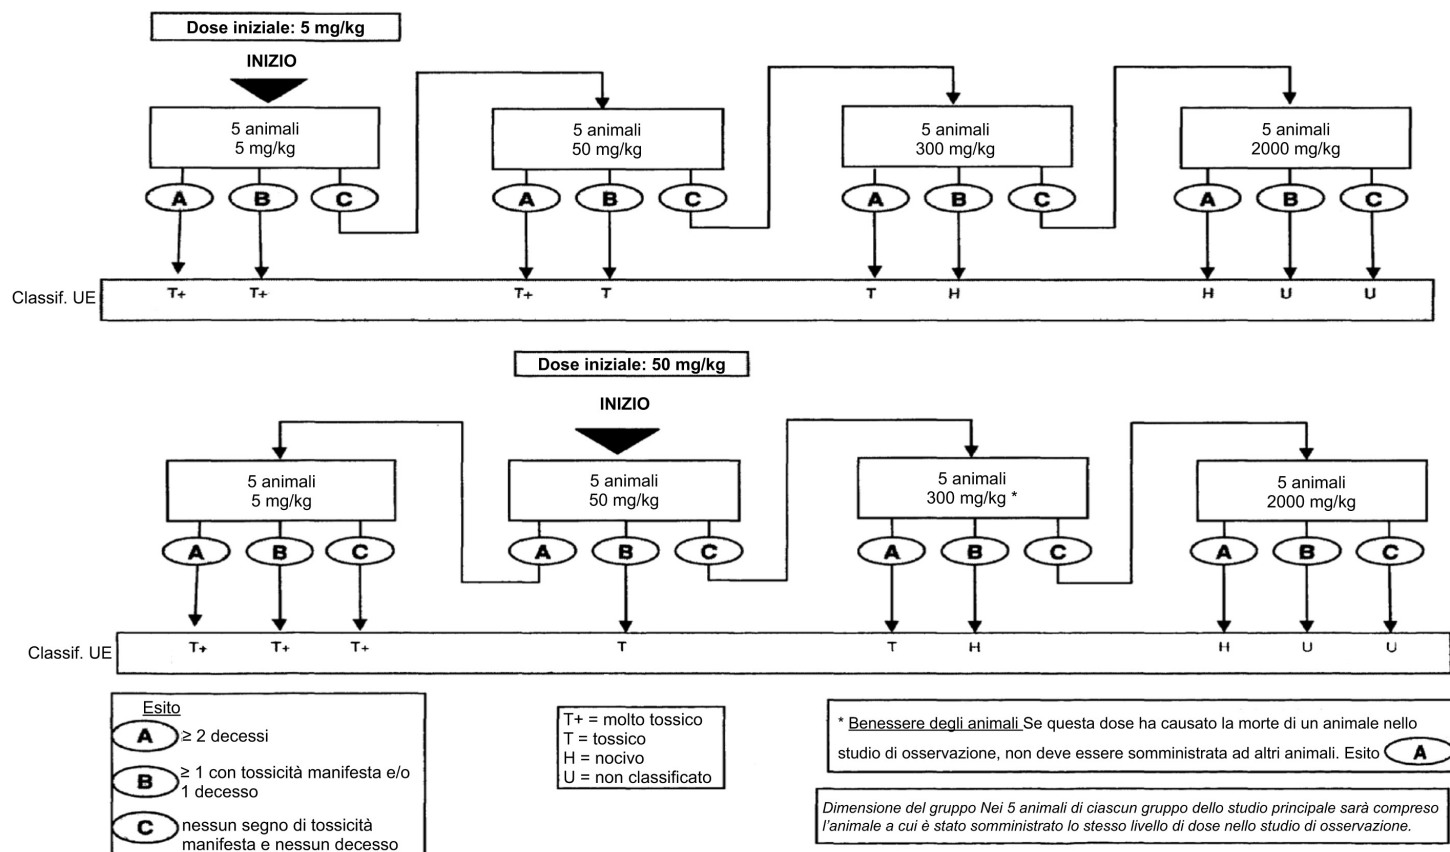 Dose iniziale: 5 mg/kg
INIZIO
5 animali
5 mg/kg
5 animali
50 mg/kg
5 animali
300 mg/kg
5 animali
2000 mg/kg
A B C A B C A B C A B C
Classif. UE T+ T+ T+ T T H H U U
Dose iniziale: 50 mg/kg
INIZIO
5 animali
5 mg/kg
5 animali
50 mg/kg
5 animali
300 mg/kg *
5 animali
2000 mg/kg
A B C A B C A B C A B C
Classif. UE T+ T+ T+ T T H H U U
Esito
A ≥ 2 decessi
B ≥ 1 con tossicità manifesta e/o
1 decesso
C nessun segno di tossicità
manifesta e nessun decesso
T+ = molto tossico
T = tossico
H = nocivo
U = non classificato
* Benessere degli animali Se questa dose ha causato la morte di un animale nello
studio di osservazione, non deve essere somministrata ad altri animali. Esito A
Dimensione del gruppo Nei 5 animali di ciascun gruppo dello studio principale sarà compreso
l'animale a cui è stato somministrato lo stesso livello di dose nello studio di osservazione.